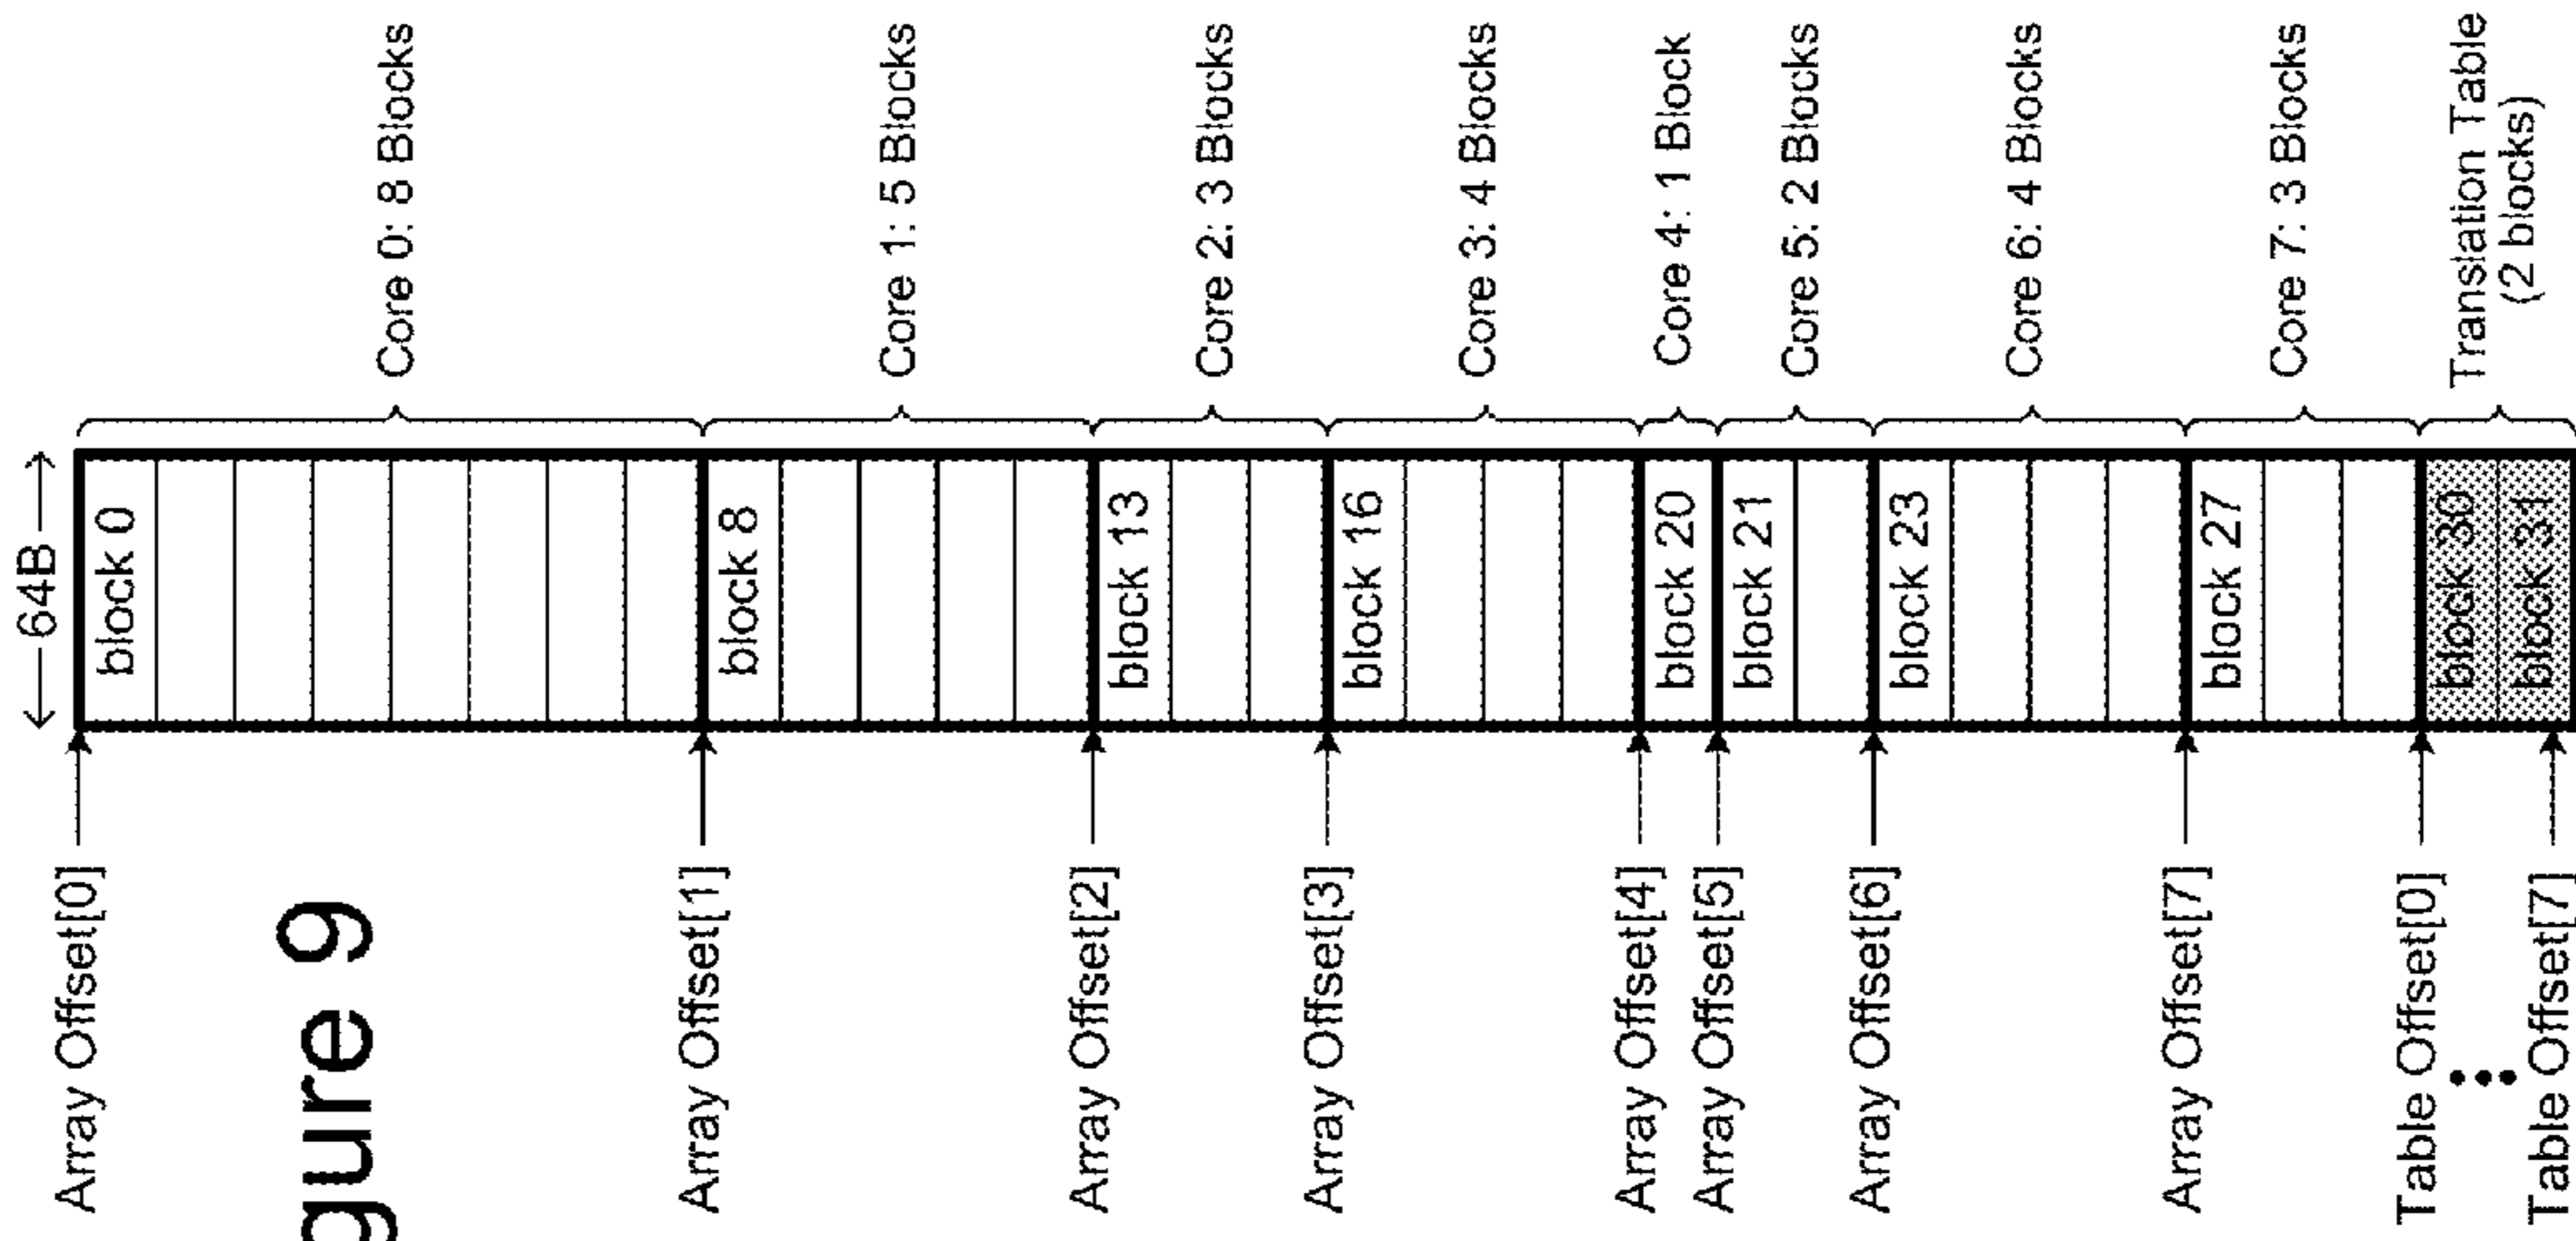 64B
Array Offset[0]
block 0
Core 0: 8 Blocks
Array Offset[1]
block 8
Core 1: 5 Blocks
Array Offset[2]
block 13
Core 2: 3 Blocks
Array Offset[3]
block 16
Core 3: 4 Blocks
Array Offset[4]
block 20
Core 4: 1 Block
Array Offset[5]
block 21
Core 5: 2 Blocks
Array Offset[6]
block 23
Core 6: 4 Blocks
Array Offset[7]
block 27
Core 7: 3 Blocks
Table Offset[0]
block 30
Translation Table
(2 blocks)
Table Offset[7]
block 31
gure 9